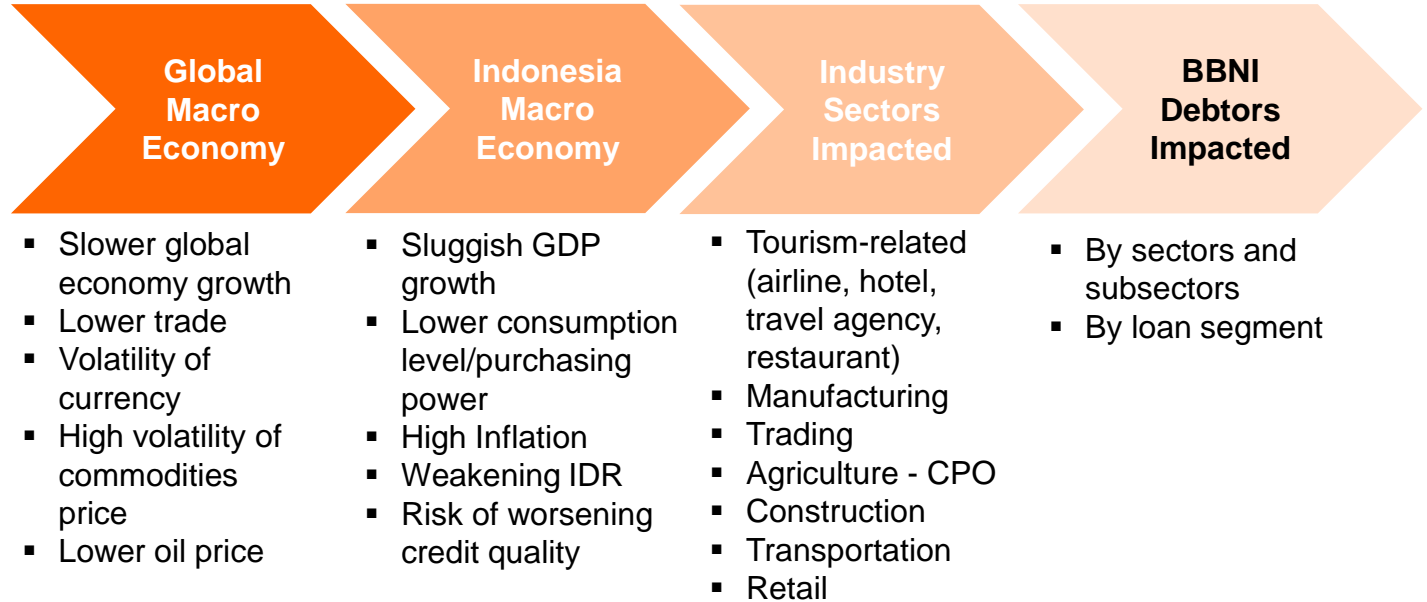 Global
Macro
Economy
Indonesia
Macro
Economy
Industry
Sectors
Impacted
BBNI
Debtors
Impacted
▪ Slower global
economy growth
▪ Lower trade
▪ Volatility of
currency
▪ High volatility of
commodities
price
▪ Lower oil price
▪ Sluggish GDP
growth
▪ Lower consumption
level/purchasing
power
▪ High Inflation
▪ Weakening IDR
▪ Risk of worsening
credit quality
▪ Tourism-related
(airline, hotel,
travel agency,
restaurant)
▪ Manufacturing
▪ Trading
▪ Agriculture - CPO
▪ Construction
▪ Transportation
▪ Retail
▪ By sectors and
subsectors
▪ By loan segment